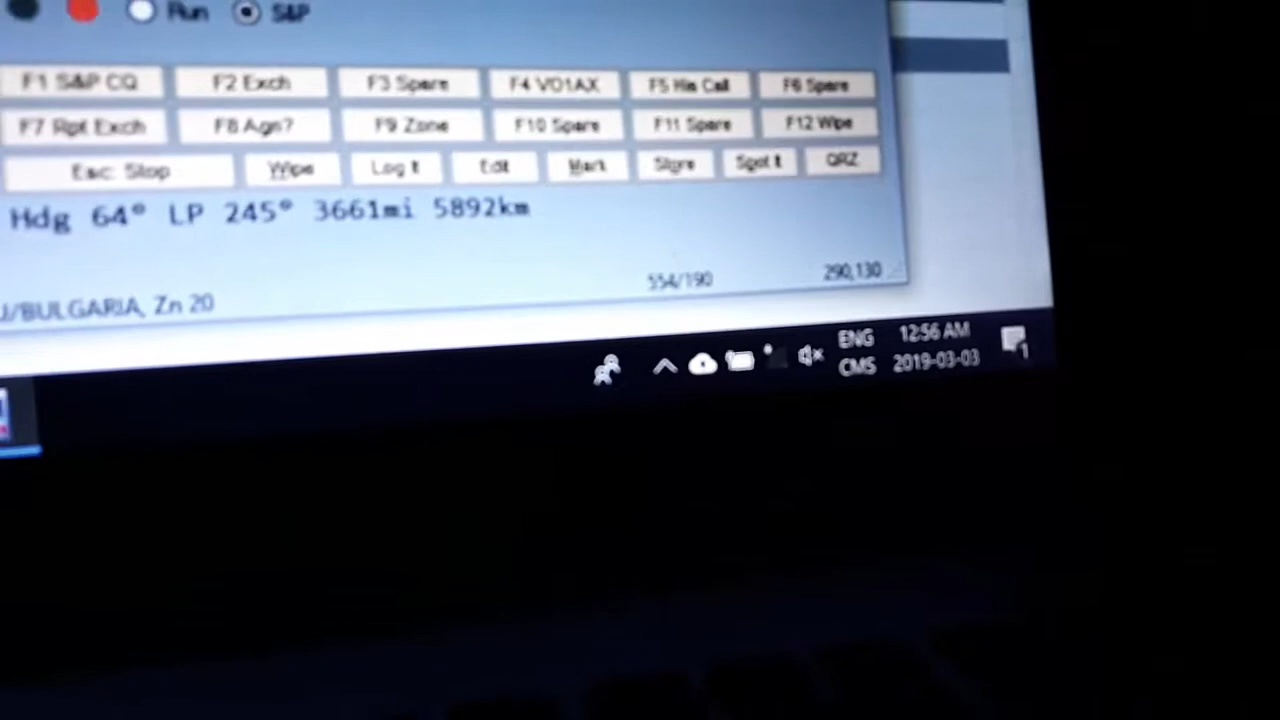 Run S&P
F1 S&P CQ F2 Exch F3 Spare F4 VO1AX F5 His Call F6 Spare
F7 Rpt Exch F8 Agn? F9 Zone F10 Spare F11 Spare F12 Wipe
Esc: Stop Wipe Log It Edit Mark Store Spot It QRZ
Hdg 64° LP 245° 3661mi 5892km
554/190 290,130
/BULGARIA, Zn 20
ENG 12:56 AM
CMS 2019-03-03
1